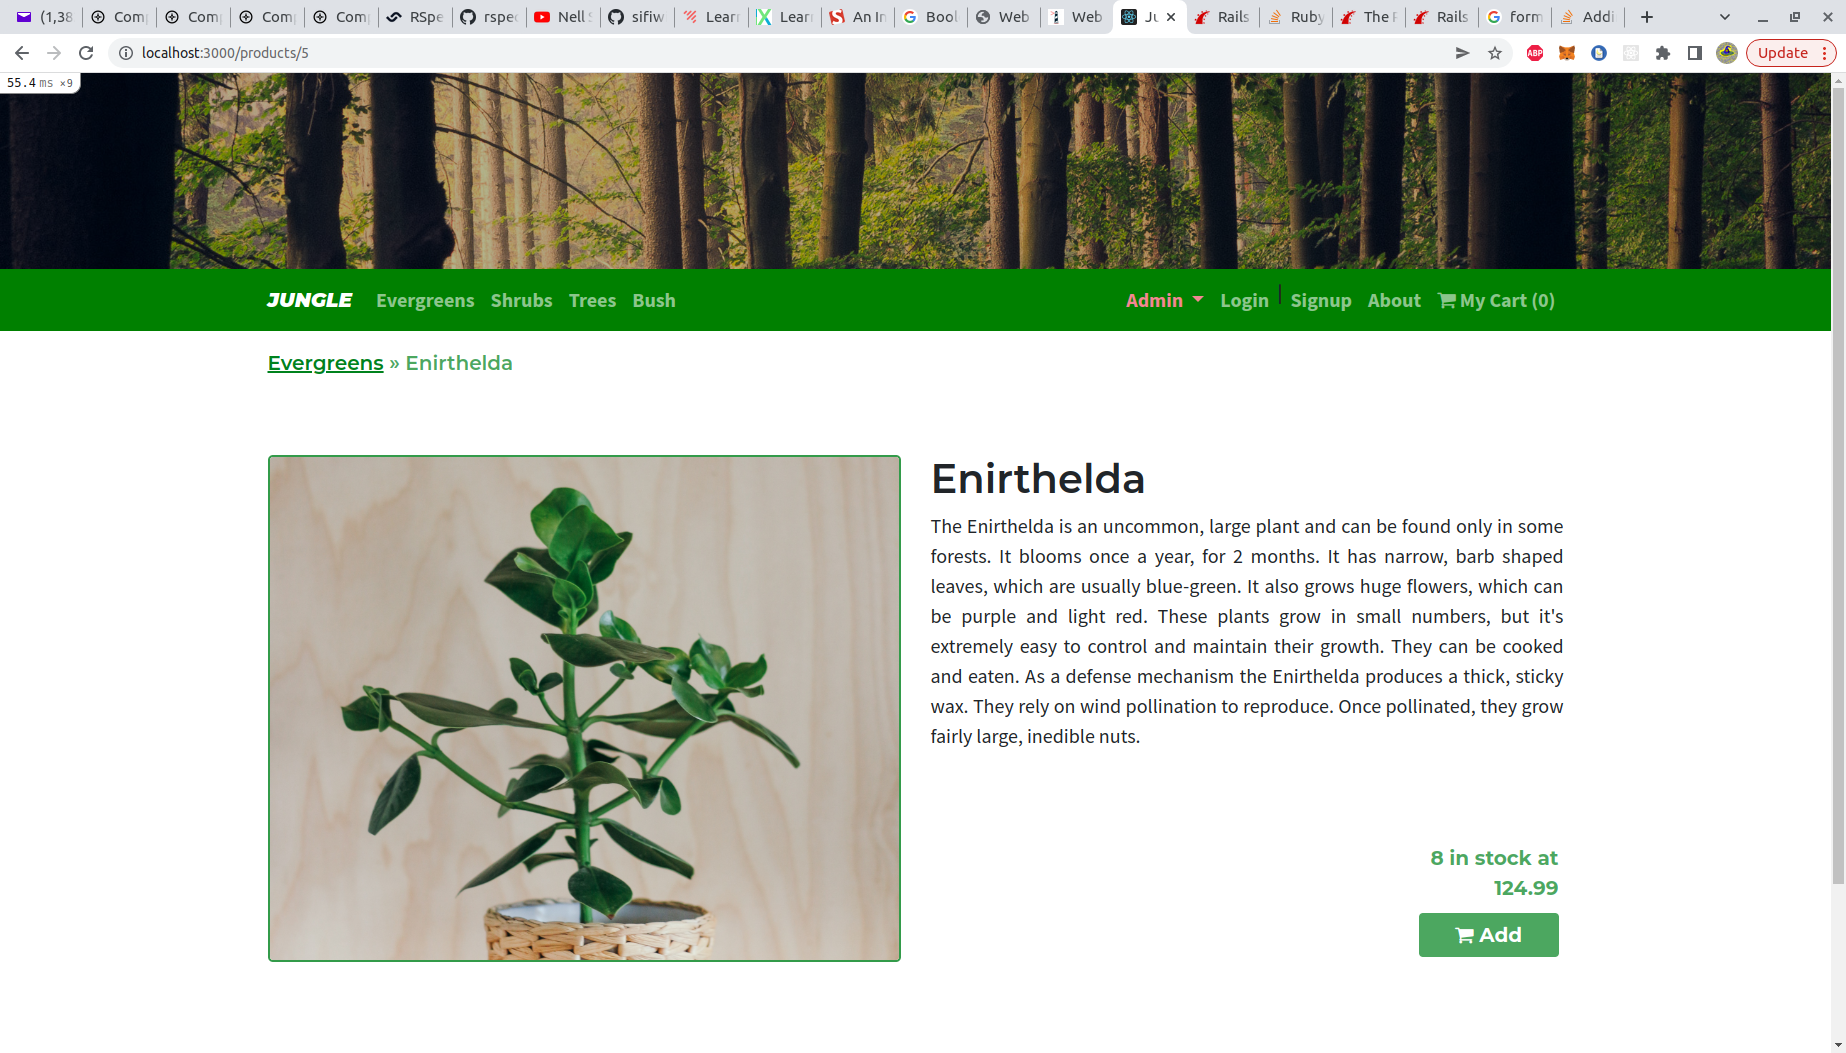 (1,38
Com
Com
Com
Com
RSpe
rspec
Nell
sifiw
Lear
Lear
An In
Bool
Web
Web
Ju
Rails
Ruby
The
Rails
form
Addi
localhost:3000/products/5
ABP
Update
55.4 ms ×9
JUNGLE Evergreens Shrubs Trees Bush Admin Login | Signup About My Cart (0)
Evergreens » Enirthelda
Enirthelda
The Enirthelda is an uncommon, large plant and can be found only in some
forests. It blooms once a year, for 2 months. It has narrow, barb shaped
leaves, which are usually blue-green. It also grows huge flowers, which can
be purple and light red. These plants grow in small numbers, but it's
extremely easy to control and maintain their growth. They can be cooked
and eaten. As a defense mechanism the Enirthelda produces a thick, sticky
wax. They rely on wind pollination to reproduce. Once pollinated, they grow
fairly large, inedible nuts.
8 in stock at
124.99
Add